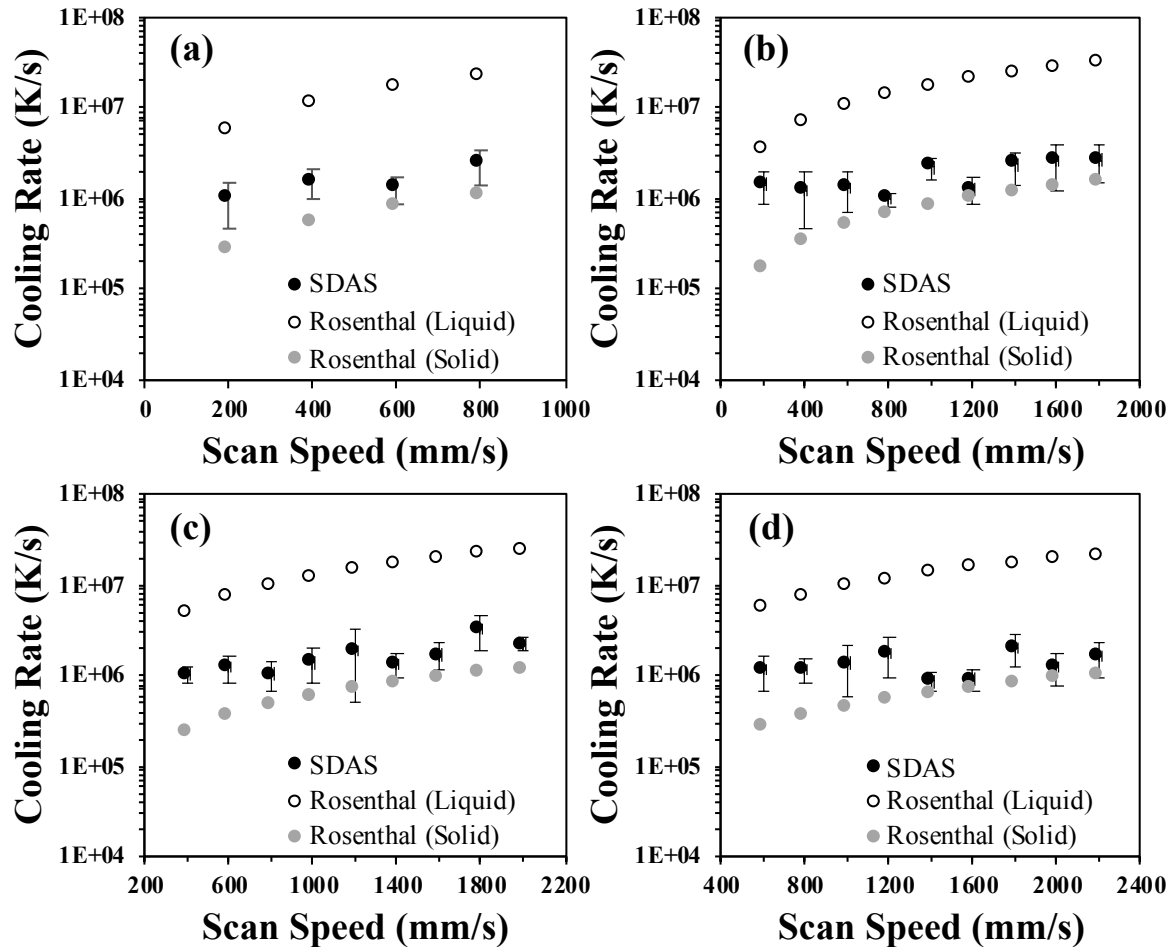 (a)
Cooling Rate (K/s)
1E+08
1E+07
1E+06
1E+05
1E+04
SDAS
Rosenthal (Liquid)
Rosenthal (Solid)
0 200 400 600 800 1000
Scan Speed (mm/s)
(b)
Cooling Rate (K/s)
1E+08
1E+07
1E+06
1E+05
1E+04
SDAS
Rosenthal (Liquid)
Rosenthal (Solid)
0 400 800 1200 1600 2000
Scan Speed (mm/s)
(c)
Cooling Rate (K/s)
1E+08
1E+07
1E+06
1E+05
1E+04
SDAS
Rosenthal (Liquid)
Rosenthal (Solid)
200 600 1000 1400 1800 2200
Scan Speed (mm/s)
(d)
Cooling Rate (K/s)
1E+08
1E+07
1E+06
1E+05
1E+04
SDAS
Rosenthal (Liquid)
Rosenthal (Solid)
400 800 1200 1600 2000 2400
Scan Speed (mm/s)